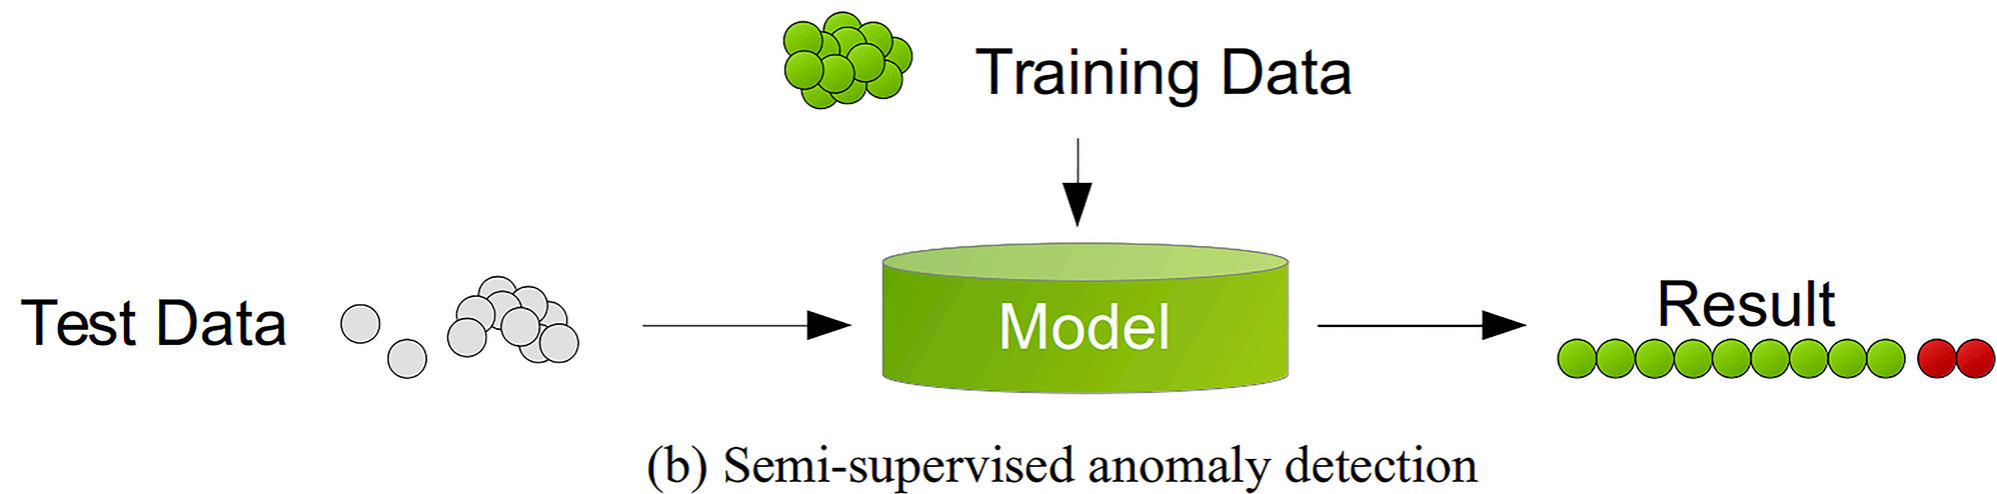 Training Data
Test Data
Model
Result
(b) Semi-supervised anomaly detection